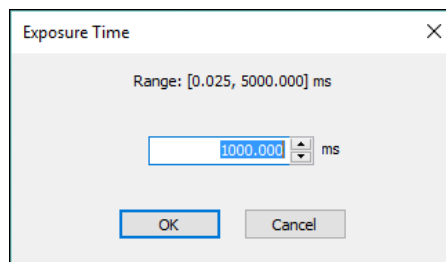 Exposure Time
Range: [0.025, 5000.000] ms
1000.000 ms
OK Cancel